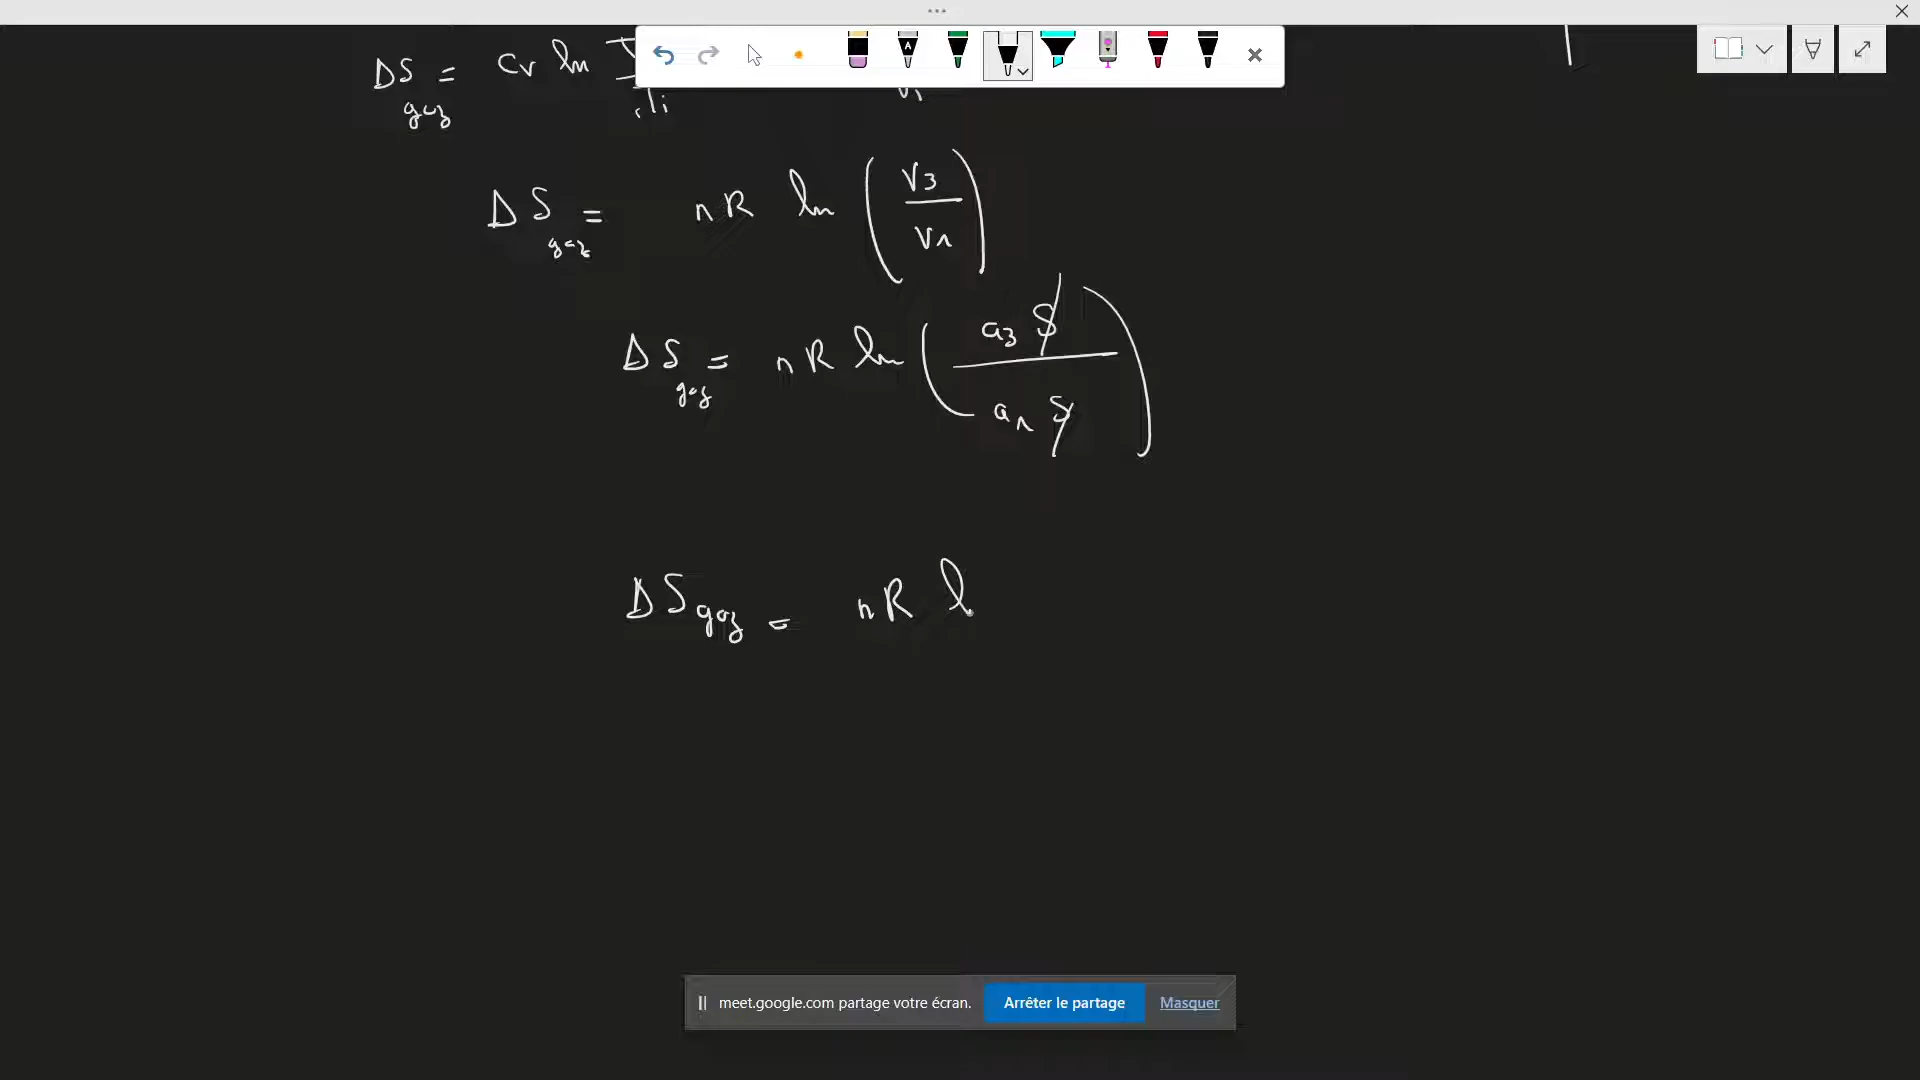 ΔS gaz = Cv ln
ΔS gaz = nR ln ( V3 / V1 )
ΔS gaz = nR ln ( a3 S / a1 S )
ΔS gaz = nR l
meet.google.com partage votre écran. Arrêter le partage Masquer